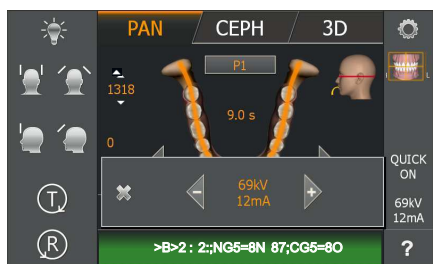 PAN CEPH 3D
P1
1318
9.0 s
0
L
QUICK
ON
69kV
12mA
69kV
12mA
T
R
>B>2 : 2:;NG5=8N 87;CG5=8O
?